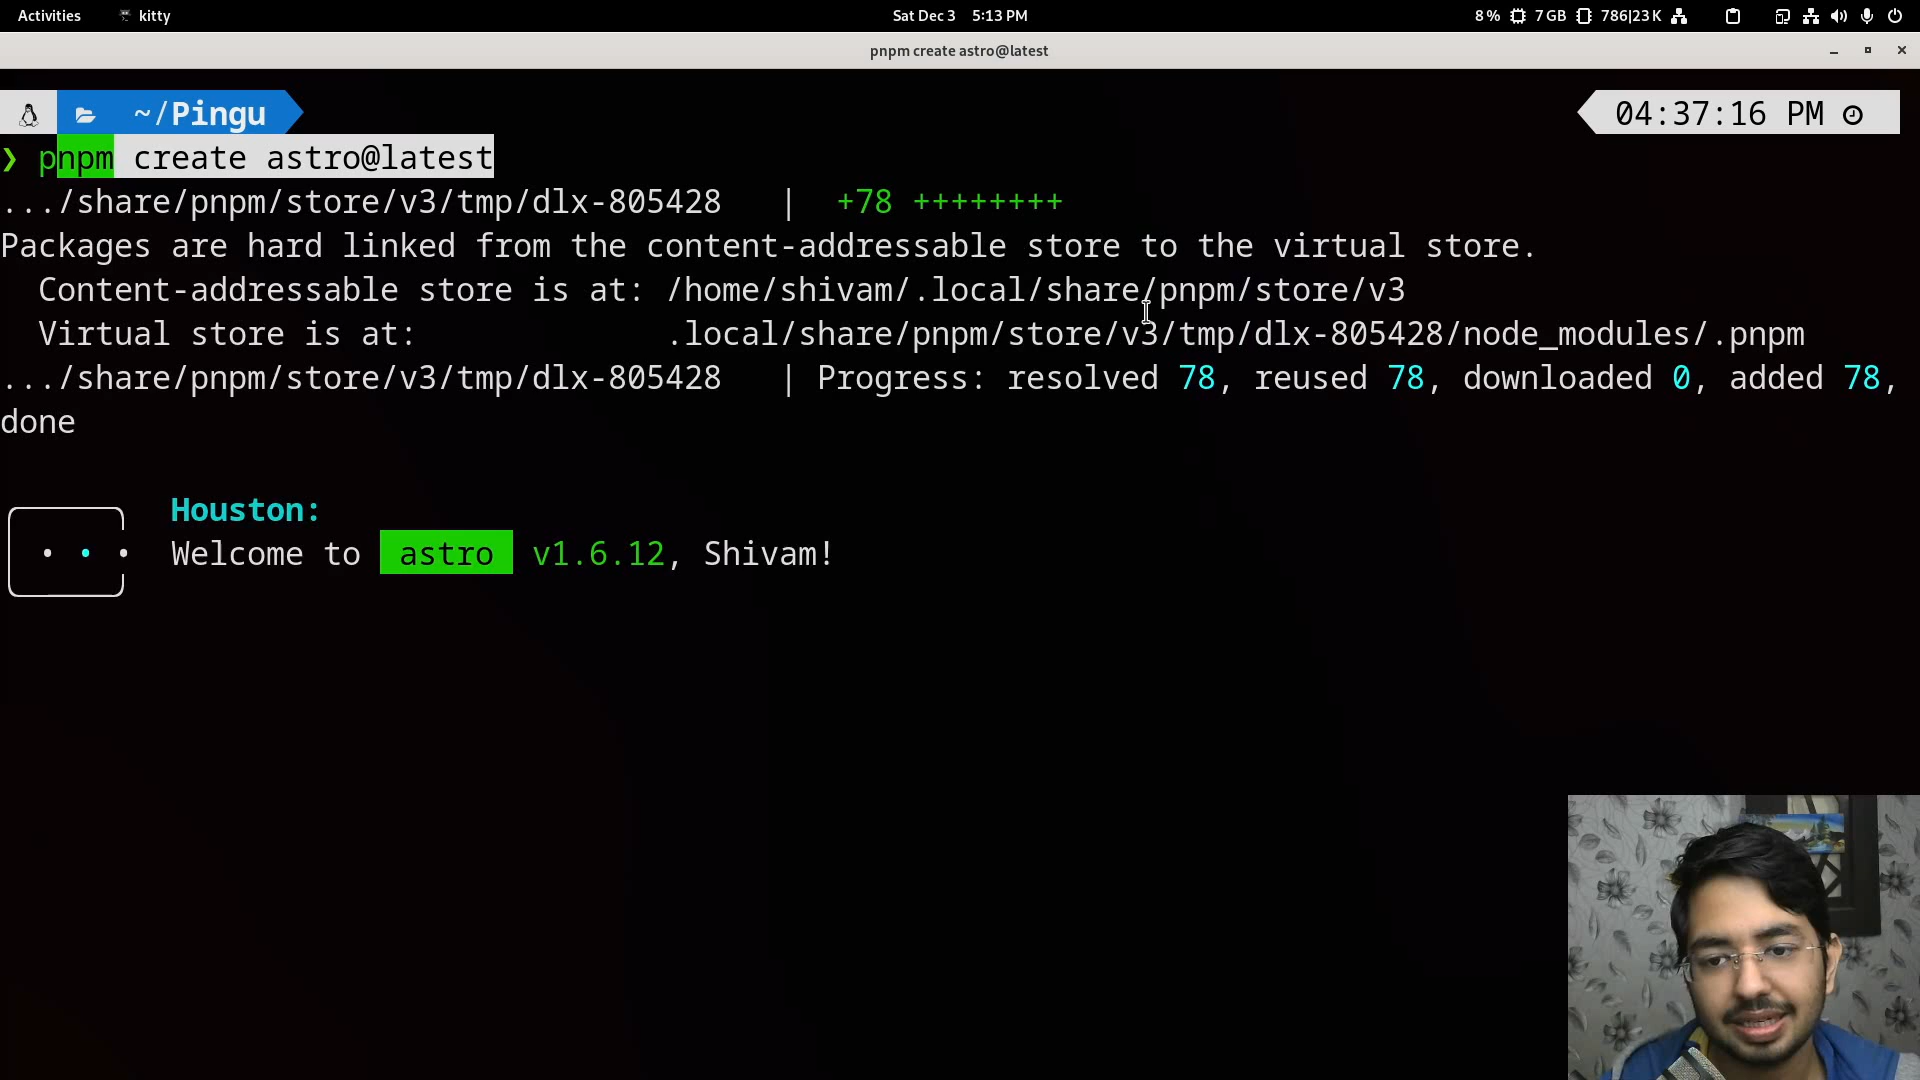 Activities kitty Sat Dec 3 5:13 PM 8% 7GB 786|23K
pnpm create astro@latest
~/Pingu 04:37:16 PM
❯ pnpm create astro@latest
.../share/pnpm/store/v3/tmp/dlx-805428 | +78 ++++++++
Packages are hard linked from the content-addressable store to the virtual store.
Content-addressable store is at: /home/shivam/.local/share/pnpm/store/v3
Virtual store is at: .local/share/pnpm/store/v3/tmp/dlx-805428/node_modules/.pnpm
.../share/pnpm/store/v3/tmp/dlx-805428 | Progress: resolved 78, reused 78, downloaded 0, added 78,
done
Houston:
Welcome to astro v1.6.12, Shivam!